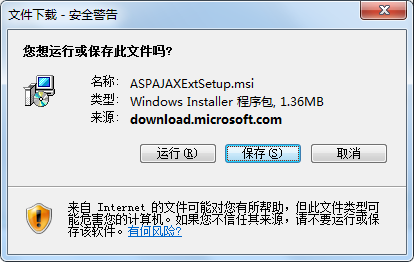 文件下载 - 安全警告
您想运行或保存此文件吗?
名称: ASPAJAXExtSetup.msi
类型: Windows Installer 程序包, 1.36MB
来源: download.microsoft.com
运行(R) 保存(S) 取消
来自 Internet 的文件可能对您有所帮助，但此文件类型可
能危害您的计算机。如果您不信任其来源，请不要运行或保
存该软件。有何风险?